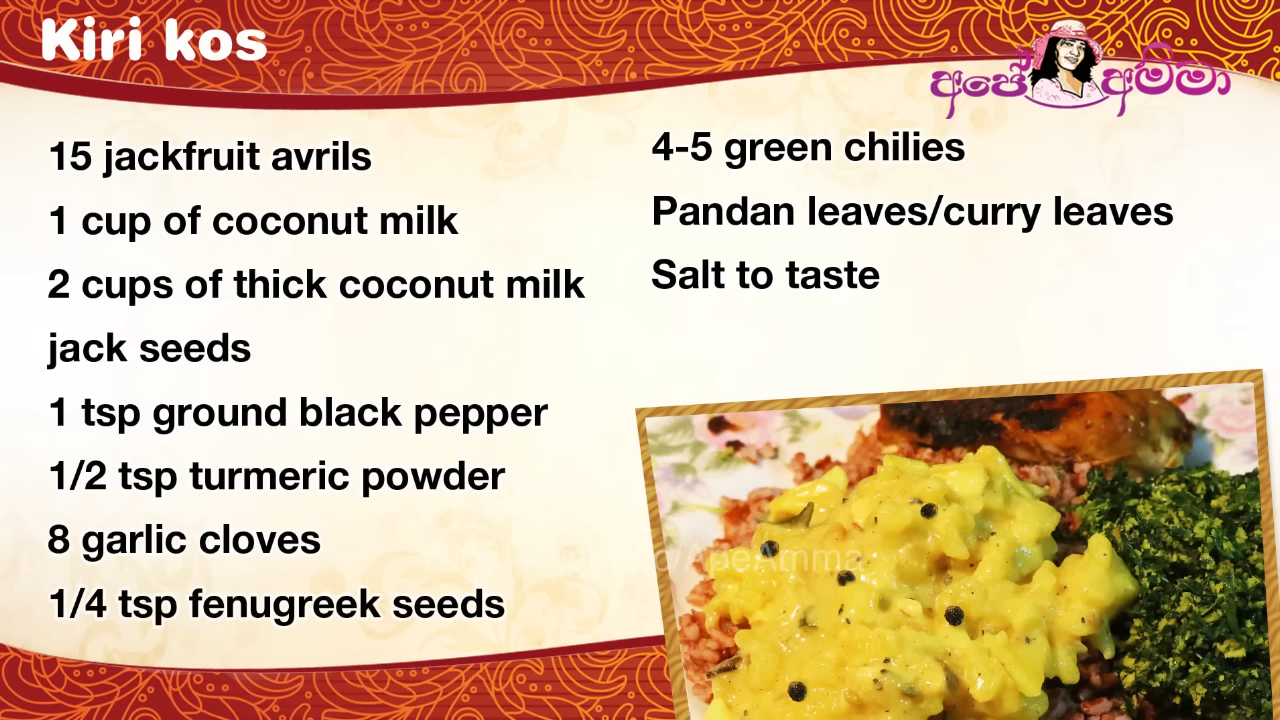 Kiri kos
අපේ අම්මා
15 jackfruit avrils
1 cup of coconut milk
2 cups of thick coconut milk
jack seeds
1 tsp ground black pepper
1/2 tsp turmeric powder
8 garlic cloves
1/4 tsp fenugreek seeds
4-5 green chilies
Pandan leaves/curry leaves
Salt to taste
/ApeAmma